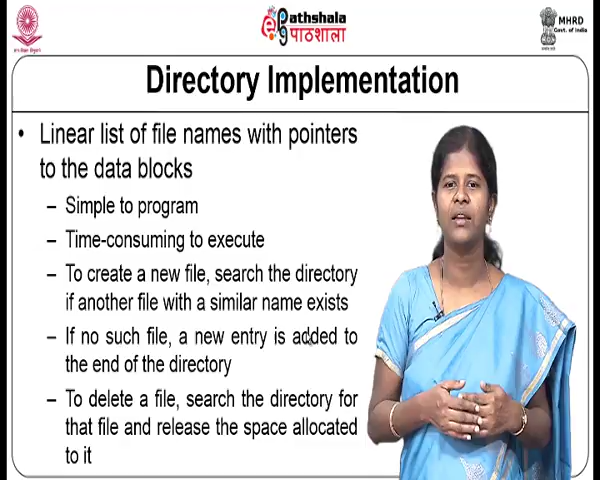 Pathshala
पाठशाला
MHRD
Govt. of India
Directory Implementation
• Linear list of file names with pointers
to the data blocks
– Simple to program
– Time-consuming to execute
– To create a new file, search the directory
if another file with a similar name exists
– If no such file, a new entry is added to
the end of the directory
– To delete a file, search the directory for
that file and release the space allocated
to it